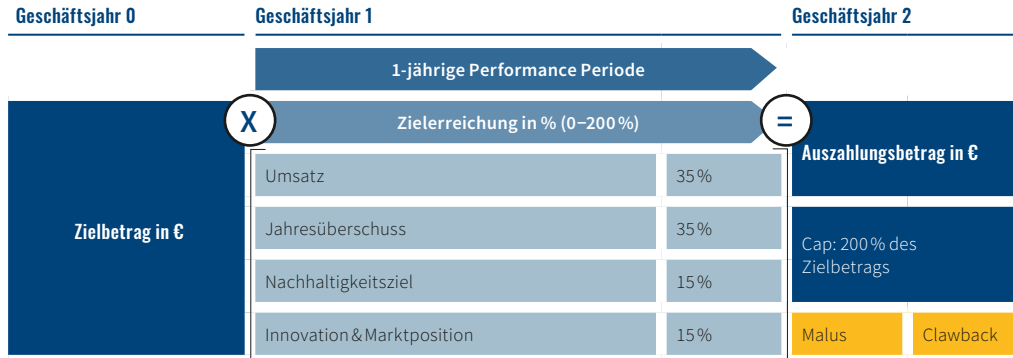 Geschäftsjahr 0
Geschäftsjahr 1
Geschäftsjahr 2
1-jährige Performance Periode
X
Zielerreichung in % (0–200 %)
=
Zielbetrag in €
Umsatz
35 %
Jahresüberschuss
35 %
Nachhaltigkeitsziel
15 %
Innovation & Marktposition
15 %
Auszahlungsbetrag in €
Cap: 200 % des
Zielbetrags
Malus
Clawback